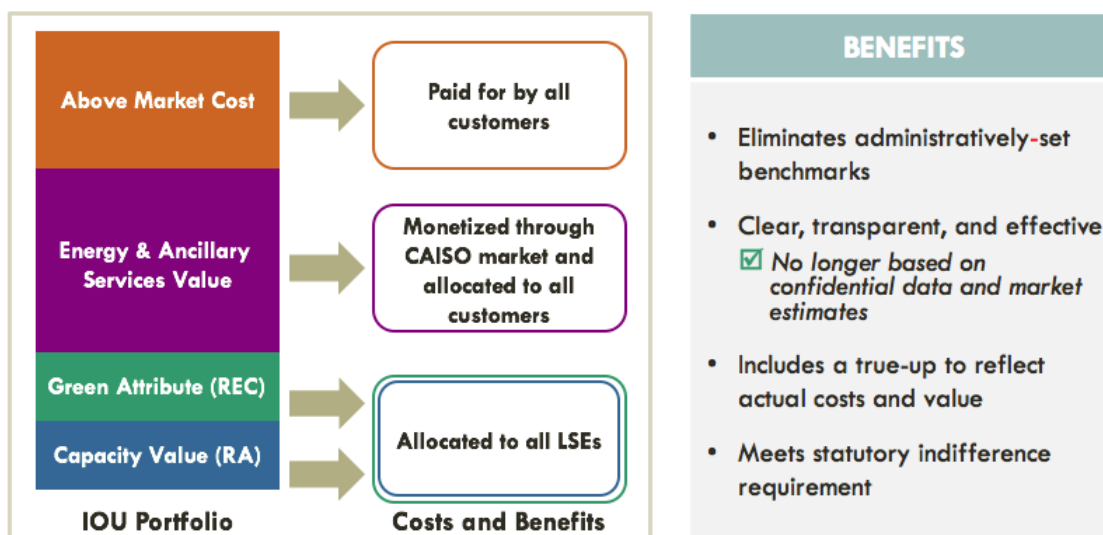 Above Market Cost
Paid for by all
customers
Energy & Ancillary
Services Value
Monetized through
CAISO market and
allocated to all
customers
Green Attribute (REC)
Capacity Value (RA)
Allocated to all LSEs
IOU Portfolio
Costs and Benefits
BENEFITS
• Eliminates administratively-set
benchmarks
• Clear, transparent, and effective
☑ No longer based on
confidential data and market
estimates
• Includes a true-up to reflect
actual costs and value
• Meets statutory indifference
requirement